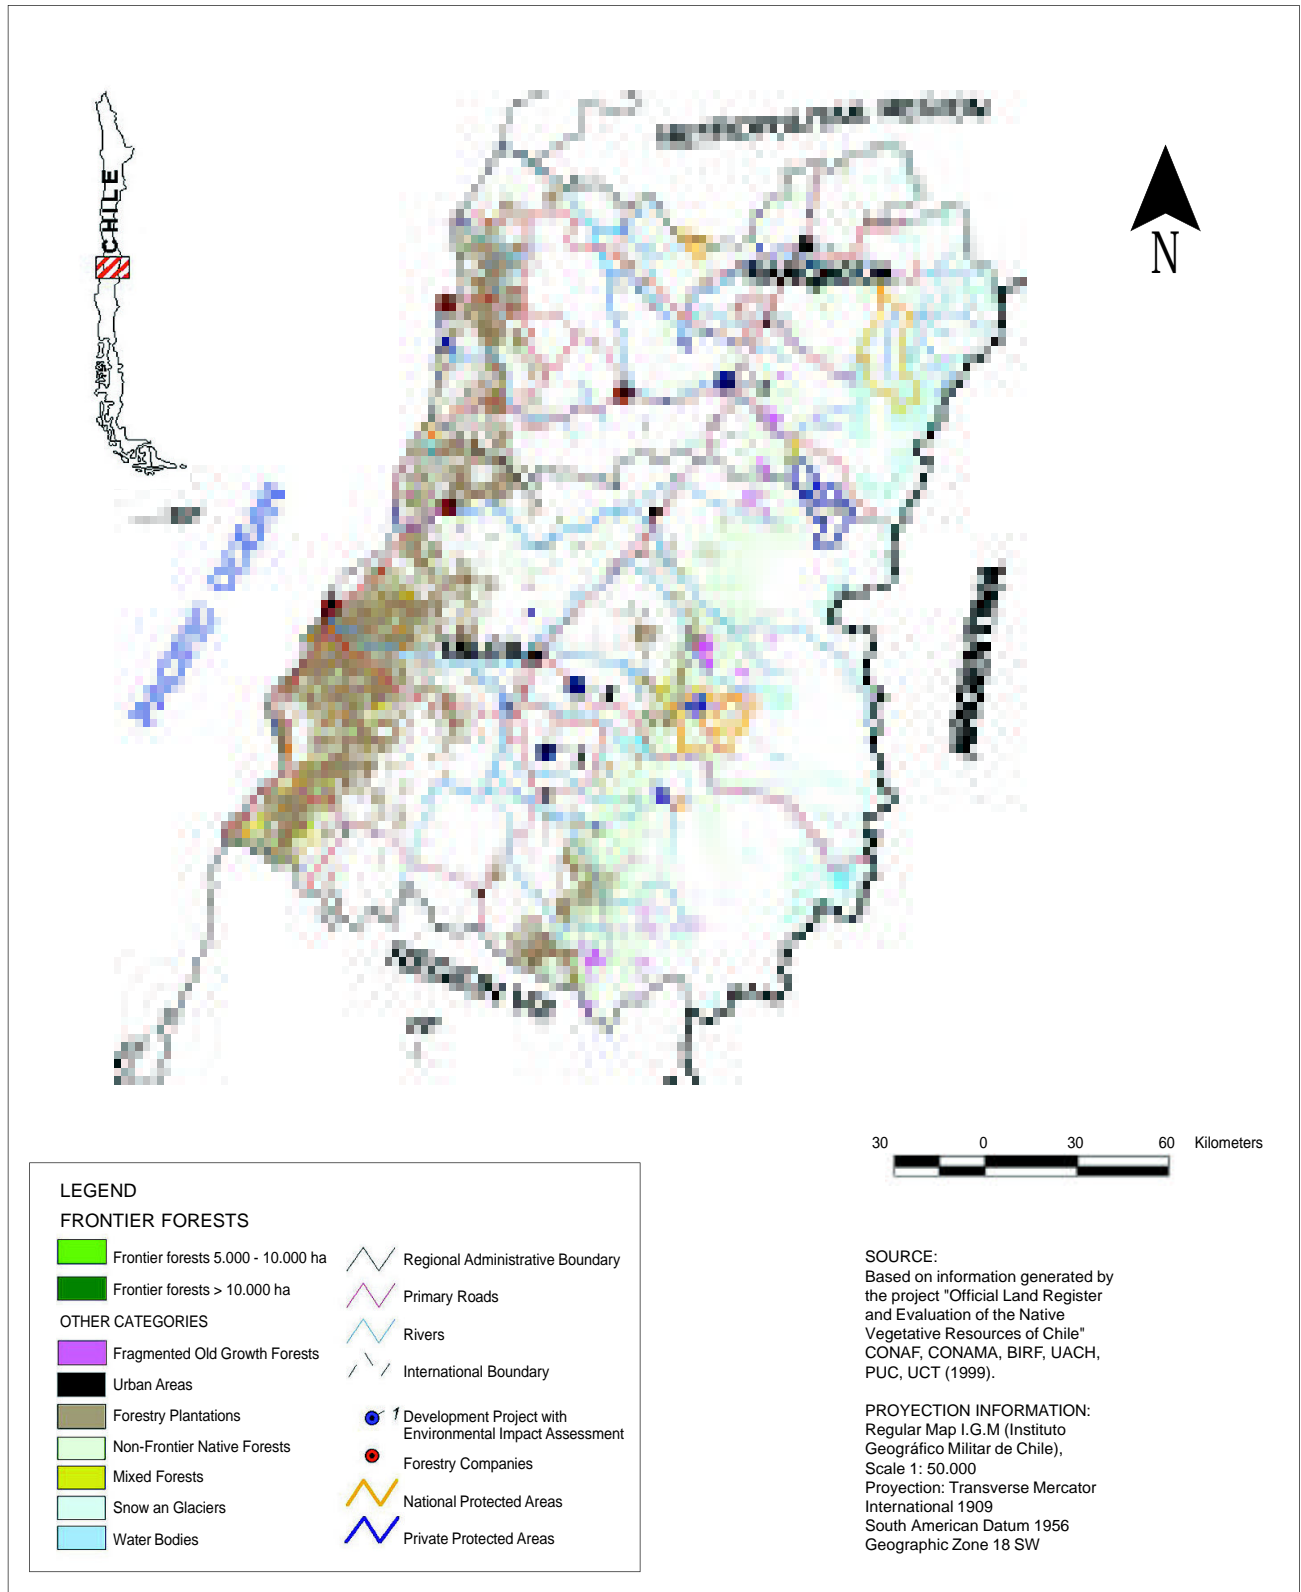 METROPOLITAN REGION
CHILE
N
PACIFIC OCEAN
ARGENTINA
30 0 30 60 Kilometers
LEGEND
FRONTIER FORESTS
Frontier forests 5.000 - 10.000 ha
Frontier forests > 10.000 ha
OTHER CATEGORIES
Fragmented Old Growth Forests
Urban Areas
Forestry Plantations
Non-Frontier Native Forests
Mixed Forests
Snow an Glaciers
Water Bodies
Regional Administrative Boundary
Primary Roads
Rivers
International Boundary
1 Development Project with
Environmental Impact Assessment
Forestry Companies
National Protected Areas
Private Protected Areas
SOURCE:
Based on information generated by
the project "Official Land Register
and Evaluation of the Native
Vegetative Resources of Chile"
CONAF, CONAMA, BIRF, UACH,
PUC, UCT (1999).
PROYECTION INFORMATION:
Regular Map I.G.M (Instituto
Geográfico Militar de Chile),
Scale 1: 50.000
Proyection: Transverse Mercator
International 1909
South American Datum 1956
Geographic Zone 18 SW